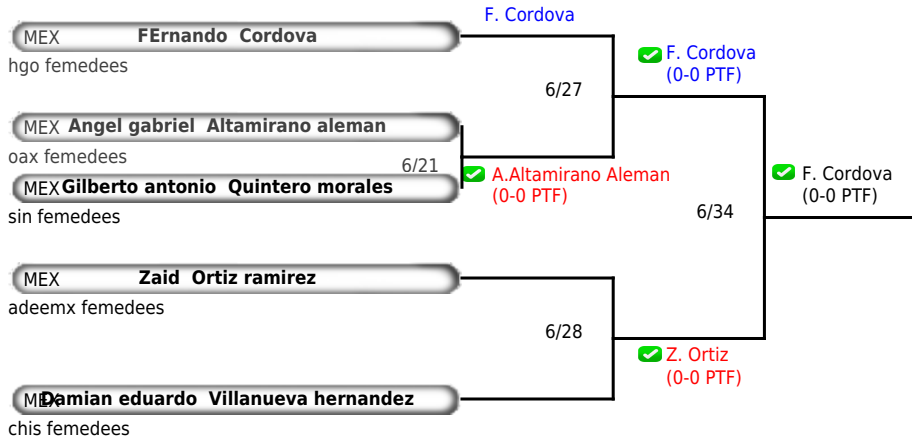 F. Cordova
MEX FErnando Cordova
hgo femedees
F. Cordova
(0-0 PTF)
6/27
MEX Angel gabriel Altamirano aleman
oax femedees
6/21
A.Altamirano Aleman
(0-0 PTF)
MEX Gilberto antonio Quintero morales
sin femedees
F. Cordova
(0-0 PTF)
6/34
MEX Zaid Ortiz ramirez
adeemx femedees
6/28
Z. Ortiz
(0-0 PTF)
MEX Damian eduardo Villanueva hernandez
chis femedees